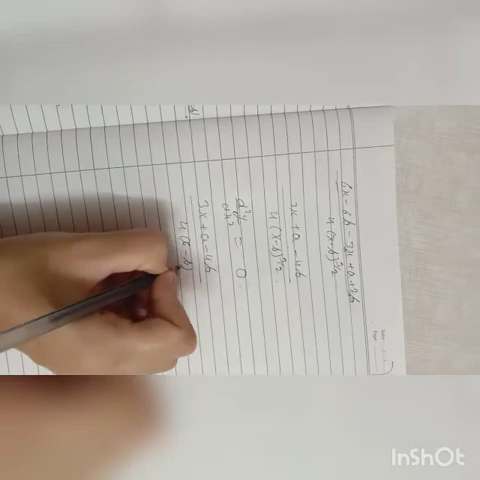 6x-6b-3x+a+2b
4(x-b)^{3/2}
3x+a-4b
4(x-b)^{3/2}
d²y
dx²
= 0
3x+a-4b
4(x-b)
InShOt